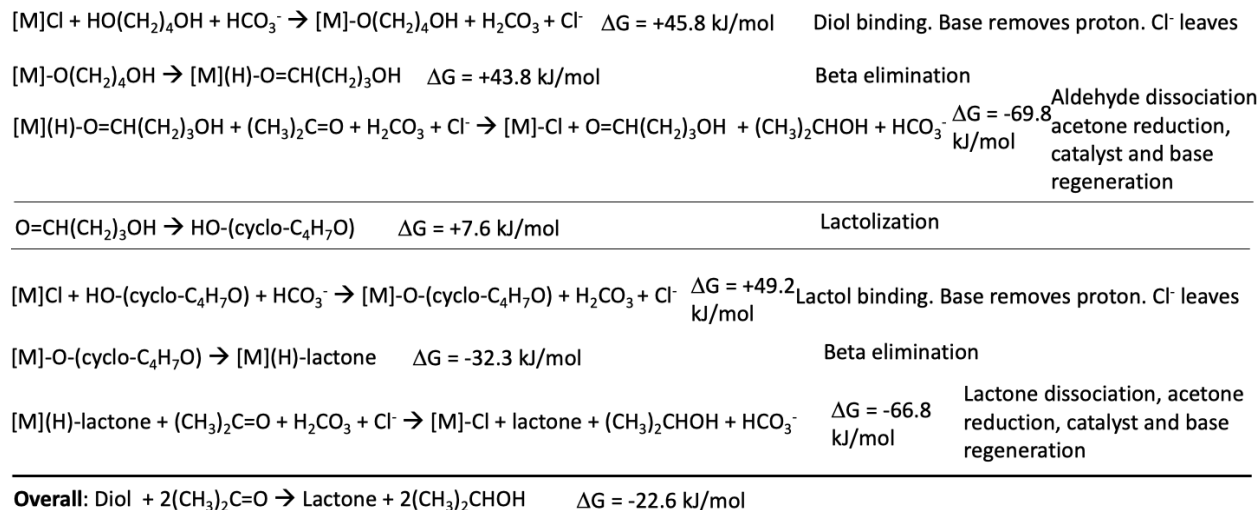 [M]Cl + HO(CH₂)₄OH + HCO₃⁻ → [M]-O(CH₂)₄OH + H₂CO₃ + Cl⁻ ΔG = +45.8 kJ/mol Diol binding. Base removes proton. Cl⁻ leaves
[M]-O(CH₂)₄OH → [M](H)-O=CH(CH₂)₃OH ΔG = +43.8 kJ/mol Beta elimination
[M](H)-O=CH(CH₂)₃OH + (CH₃)₂C=O + H₂CO₃ + Cl⁻ → [M]-Cl + O=CH(CH₂)₃OH + (CH₃)₂CHOH + HCO₃⁻
ΔG = -69.8
kJ/mol
Aldehyde dissociation
acetone reduction,
catalyst and base
regeneration
O=CH(CH₂)₃OH → HO-(cyclo-C₄H₇O) ΔG = +7.6 kJ/mol Lactolization
[M]Cl + HO-(cyclo-C₄H₇O) + HCO₃⁻ → [M]-O-(cyclo-C₄H₇O) + H₂CO₃ + Cl⁻
ΔG = +49.2
kJ/mol
Lactol binding. Base removes proton. Cl⁻ leaves
[M]-O-(cyclo-C₄H₇O) → [M](H)-lactone ΔG = -32.3 kJ/mol Beta elimination
[M](H)-lactone + (CH₃)₂C=O + H₂CO₃ + Cl⁻ → [M]-Cl + lactone + (CH₃)₂CHOH + HCO₃⁻
ΔG = -66.8
kJ/mol
Lactone dissociation, acetone
reduction, catalyst and base
regeneration
Overall: Diol + 2(CH₃)₂C=O → Lactone + 2(CH₃)₂CHOH ΔG = -22.6 kJ/mol